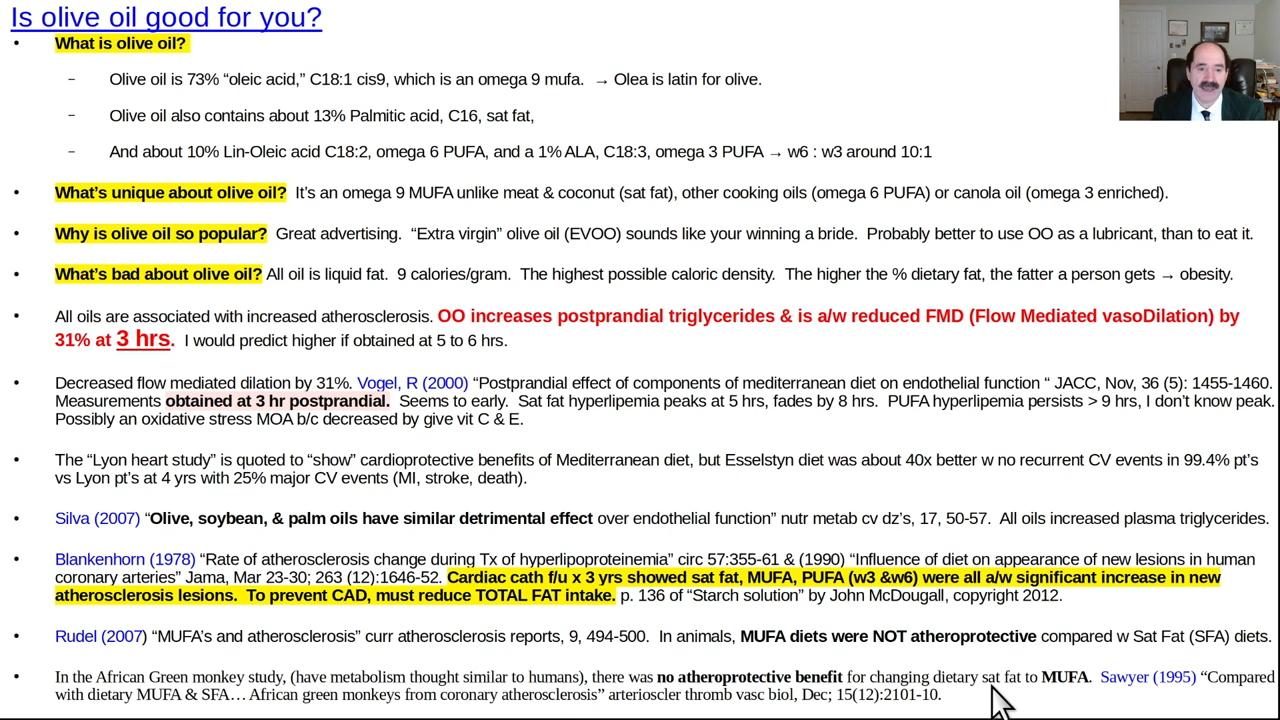 Is olive oil good for you?
• What is olive oil?
– Olive oil is 73% “oleic acid,” C18:1 cis9, which is an omega 9 mufa. → Olea is latin for olive.
– Olive oil also contains about 13% Palmitic acid, C16, sat fat,
– And about 10% Lin-Oleic acid C18:2, omega 6 PUFA, and a 1% ALA, C18:3, omega 3 PUFA → w6 : w3 around 10:1
• What’s unique about olive oil? It’s an omega 9 MUFA unlike meat & coconut (sat fat), other cooking oils (omega 6 PUFA) or canola oil (omega 3 enriched).
• Why is olive oil so popular? Great advertising. “Extra virgin” olive oil (EVOO) sounds like your winning a bride. Probably better to use OO as a lubricant, than to eat it.
• What’s bad about olive oil? All oil is liquid fat. 9 calories/gram. The highest possible caloric density. The higher the % dietary fat, the fatter a person gets → obesity.
• All oils are associated with increased atherosclerosis. OO increases postprandial triglycerides & is a/w reduced FMD (Flow Mediated vasoDilation) by
31% at 3 hrs. I would predict higher if obtained at 5 to 6 hrs.
• Decreased flow mediated dilation by 31%. Vogel, R (2000) “Postprandial effect of components of mediterranean diet on endothelial function “ JACC, Nov, 36 (5): 1455-1460.
Measurements obtained at 3 hr postprandial. Seems to early. Sat fat hyperlipemia peaks at 5 hrs, fades by 8 hrs. PUFA hyperlipemia persists > 9 hrs, I don’t know peak.
Possibly an oxidative stress MOA b/c decreased by give vit C & E.
• The “Lyon heart study” is quoted to “show” cardioprotective benefits of Mediterranean diet, but Esselstyn diet was about 40x better w no recurrent CV events in 99.4% pt’s
vs Lyon pt’s at 4 yrs with 25% major CV events (MI, stroke, death).
• Silva (2007) “Olive, soybean, & palm oils have similar detrimental effect over endothelial function” nutr metab cv dz’s, 17, 50-57. All oils increased plasma triglycerides.
• Blankenhorn (1978) “Rate of atherosclerosis change during Tx of hyperlipoproteinemia” circ 57:355-61 & (1990) “Influence of diet on appearance of new lesions in human
coronary arteries” Jama, Mar 23-30; 263 (12):1646-52. Cardiac cath f/u x 3 yrs showed sat fat, MUFA, PUFA (w3 &w6) were all a/w significant increase in new
atherosclerosis lesions. To prevent CAD, must reduce TOTAL FAT intake. p. 136 of “Starch solution” by John McDougall, copyright 2012.
• Rudel (2007) “MUFA’s and atherosclerosis” curr atherosclerosis reports, 9, 494-500. In animals, MUFA diets were NOT atheroprotective compared w Sat Fat (SFA) diets.
• In the African Green monkey study, (have metabolism thought similar to humans), there was no atheroprotective benefit for changing dietary sat fat to MUFA. Sawyer (1995) “Compared
with dietary MUFA & SFA… African green monkeys from coronary atherosclerosis” arterioscler thromb vasc biol, Dec; 15(12):2101-10.